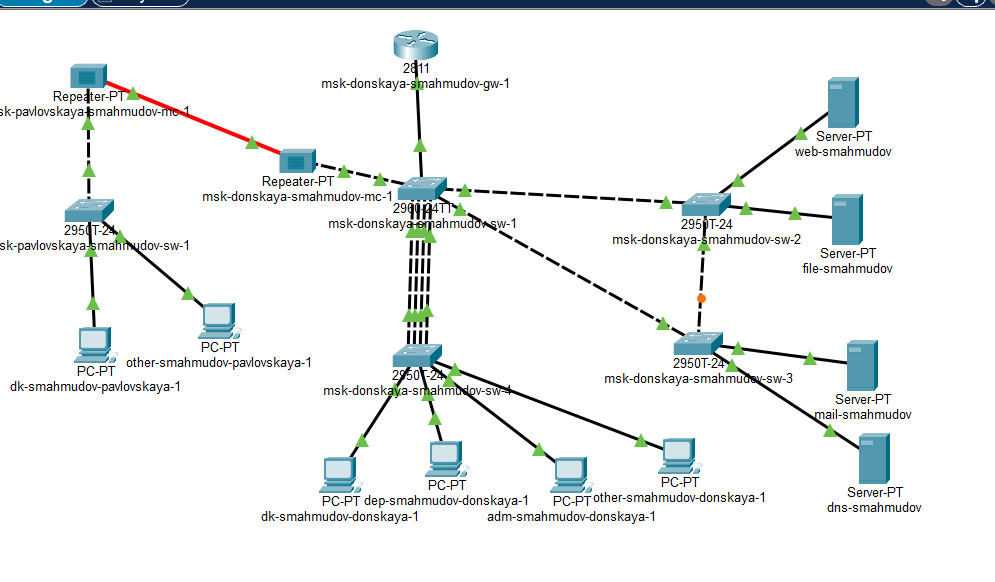 2811
msk-donskaya-smahmudov-gw-1
Repeater-PT
sk-pavlovskaya-smahmudov-mc-1
Server-PT
web-smahmudov
Repeater-PT
msk-donskaya-smahmudov-mc-1
2960-24TT
msk-donskaya-smahmudov-sw-1
2950T-24
msk-donskaya-smahmudov-sw-2
2950T-24
sk-pavlovskaya-smahmudov-sw-1
Server-PT
file-smahmudov
PC-PT
other-smahmudov-pavlovskaya-1
PC-PT
dk-smahmudov-pavlovskaya-1
2950T-24
msk-donskaya-smahmudov-sw-4
2950T-24
msk-donskaya-smahmudov-sw-3
Server-PT
mail-smahmudov
PC-PT
dk-smahmudov-donskaya-1
PC-PT
dep-smahmudov-donskaya-1
PC-PT
adm-smahmudov-donskaya-1
PC-PT
other-smahmudov-donskaya-1
Server-PT
dns-smahmudov